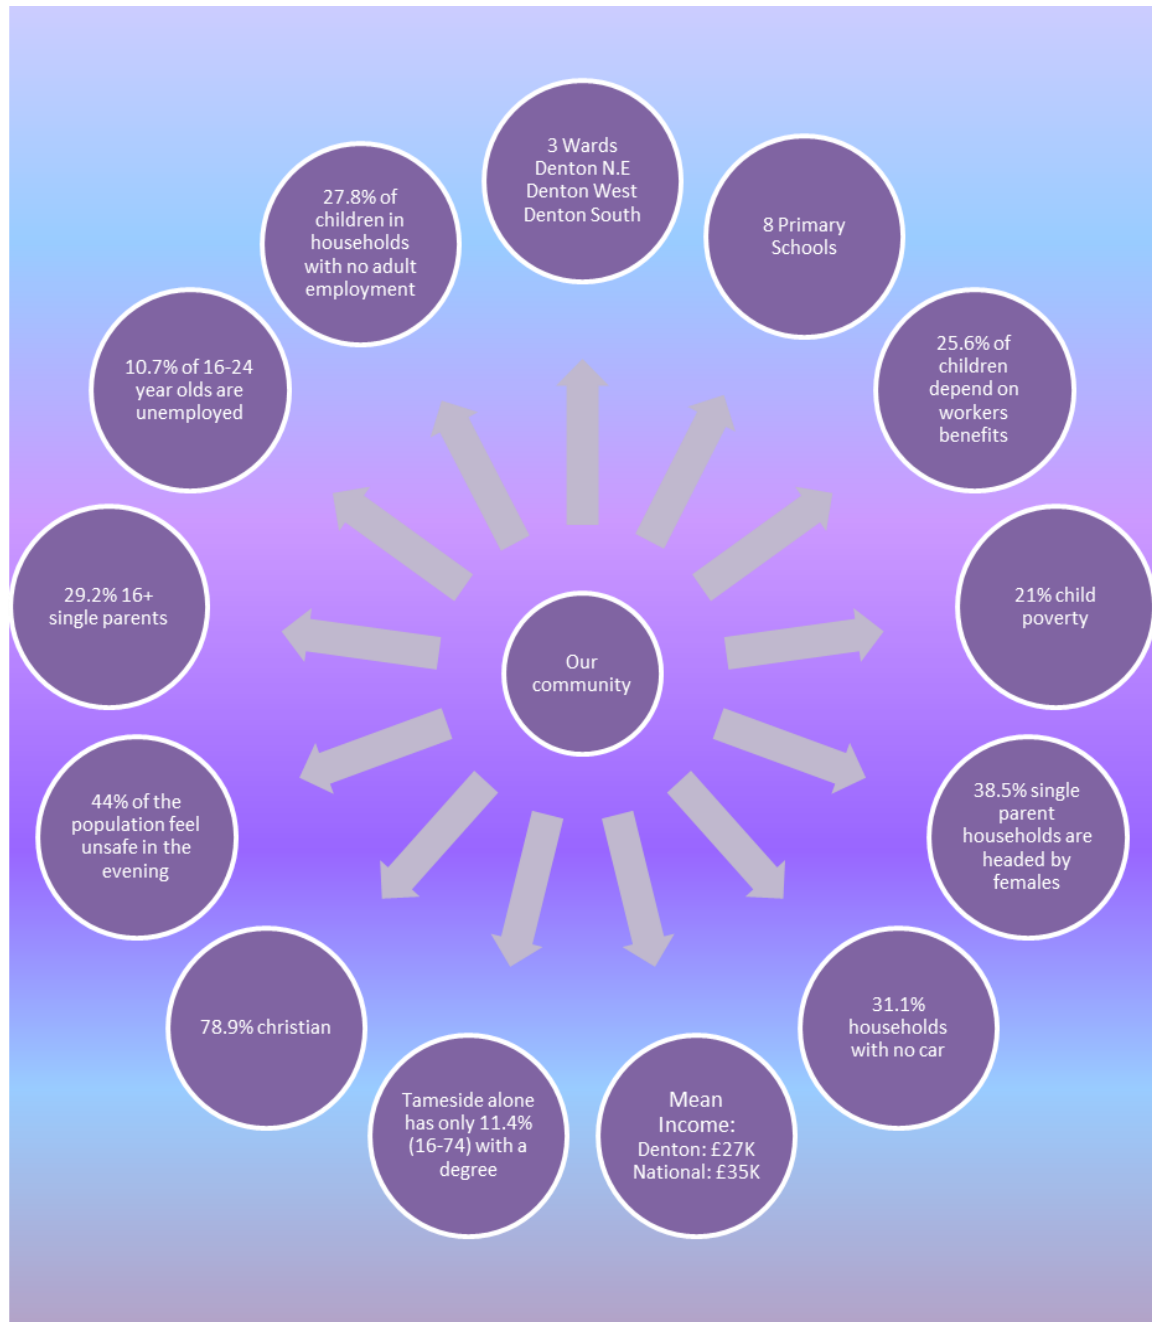 3 Wards
Denton N.E
Denton West
Denton South
8 Primary
Schools
25.6% of
children
depend on
workers
benefits
21% child
poverty
38.5% single
parent
households are
headed by
females
31.1%
households
with no car
Mean
Income:
Denton: £27K
National: £35K
Tameside alone
has only 11.4%
(16-74) with a
degree
78.9% christian
44% of the
population feel
unsafe in the
evening
29.2% 16+
single parents
10.7% of 16-24
year olds are
unemployed
27.8% of
children in
households
with no adult
employment
Our
community